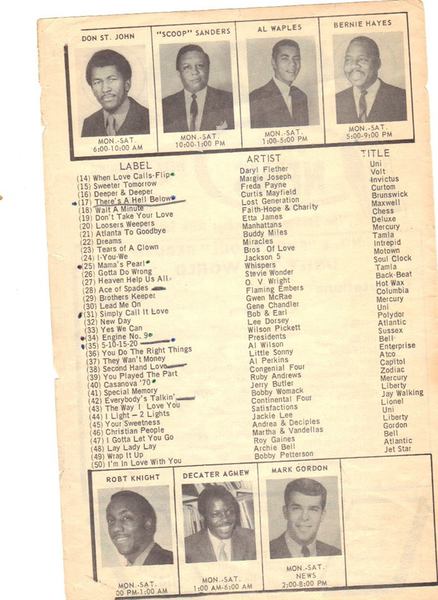 DON ST. JOHN "SCOOP" SANDERS AL WAPLES BERNIE HAYES
MON.-SAT. MON.-SAT. MON.-SAT. MON.-SAT.
6:00-10:00 AM 10:00-1:00 PM 1:00-5:00 PM 5:00-9:00 PM
LABEL ARTIST TITLE
(14) When Love Calls-Flip Daryl Flether Uni
(15) Sweeter Tomorrow Margie Joseph Volt
(16) Deeper & Deeper Freda Payne Invictus
(17) There's A Hell Below Curtis Mayfield Curtom
(18) Wait A Minute Lost Generation Brunswick
(19) Don't Take Your Love Faith-Hope & Charity Maxwell
(20) Loosers Weepers Etta James Chess
(21) Atlanta To Goodbye Manhattans Deluxe
(22) Dreams Buddy Miles Mercury
(23) Tears of A Clown Miracles Tamla
(24) I-You-We Bros Of Love Intrepid
(25) Mama's Pearl Jackson 5 Motown
(26) Gotta Do Wrong Whispers Soul Clock
(27) Heaven Help Us All Stevie Wonder Tamla
(28) Ace of Spades O. V. Wright Back-Beat
(29) Brothers Keeper Flaming Embers Hot Wax
(30) Lead Me On Gwen McRae Columbia
(31) Simply Call It Love Gene Chandler Mercury
(32) New Day Bob & Earl Uni
(33) Yes We Can Lee Dorsey Polydor
(34) Engine No. 9 Wilson Pickett Atlantic
(35) 5-10-15-20 Presidents Sussex
(36) You Do The Right Things Al Wilson Bell
(37) They Want Money Little Sonny Enterprise
(38) Second Hand Love Al Perkins Atco
(39) You Played The Part Congenial Four Capitol
(40) Casanova '70 Ruby Andrews Zodiac
(41) Special Memory Jerry Butler Mercury
(42) Everybody's Talkin' Bobby Womack Liberty
(43) The Way I Love You Continental Four Jay Walking
(44) I Light - 2 Lights Satisfactions Lionel
(45) Your Sweetness Jackie Lee Uni
(46) Christian People Andrea & Deciples Liberty
(47) I Gotta Let You Go Martha & Vandellas Gordon
(48) Lay Lady Lay Roy Gaines Bell
(49) Wrap It Up Archie Bell Atlantic
(50) I'm In Love With You Bobby Petterson Jet Star
ROBT KNIGHT DECATER AGNEW MARK GORDON
MON.-SAT. MON.-SAT. MON.-SAT.
00 PM-1:00 AM 1:00 AM-6:00 AM NEWS
2:00-8:00 PM